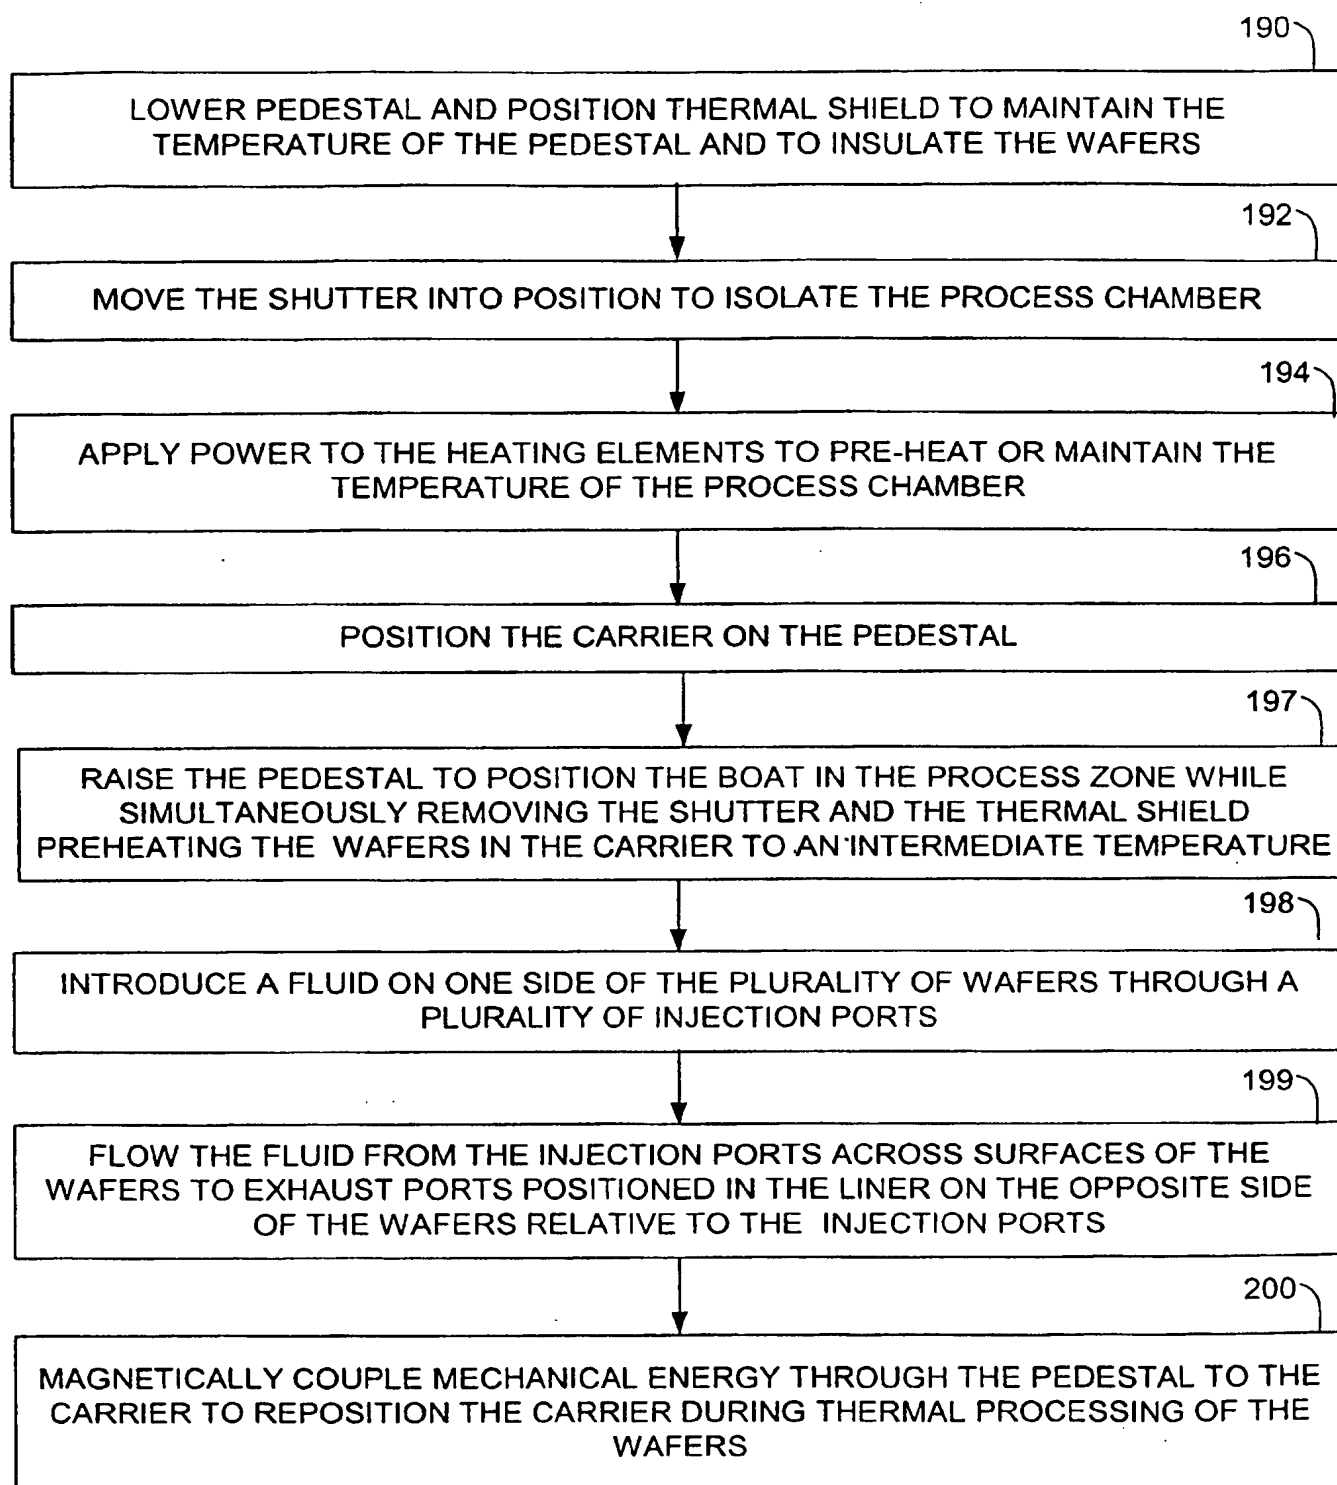 190
LOWER PEDESTAL AND POSITION THERMAL SHIELD TO MAINTAIN THE
TEMPERATURE OF THE PEDESTAL AND TO INSULATE THE WAFERS
192
MOVE THE SHUTTER INTO POSITION TO ISOLATE THE PROCESS CHAMBER
194
APPLY POWER TO THE HEATING ELEMENTS TO PRE-HEAT OR MAINTAIN THE
TEMPERATURE OF THE PROCESS CHAMBER
196
POSITION THE CARRIER ON THE PEDESTAL
197
RAISE THE PEDESTAL TO POSITION THE BOAT IN THE PROCESS ZONE WHILE
SIMULTANEOUSLY REMOVING THE SHUTTER AND THE THERMAL SHIELD
PREHEATING THE WAFERS IN THE CARRIER TO AN INTERMEDIATE TEMPERATURE
198
INTRODUCE A FLUID ON ONE SIDE OF THE PLURALITY OF WAFERS THROUGH A
PLURALITY OF INJECTION PORTS
199
FLOW THE FLUID FROM THE INJECTION PORTS ACROSS SURFACES OF THE
WAFERS TO EXHAUST PORTS POSITIONED IN THE LINER ON THE OPPOSITE SIDE
OF THE WAFERS RELATIVE TO THE INJECTION PORTS
200
MAGNETICALLY COUPLE MECHANICAL ENERGY THROUGH THE PEDESTAL TO THE
CARRIER TO REPOSITION THE CARRIER DURING THERMAL PROCESSING OF THE
WAFERS